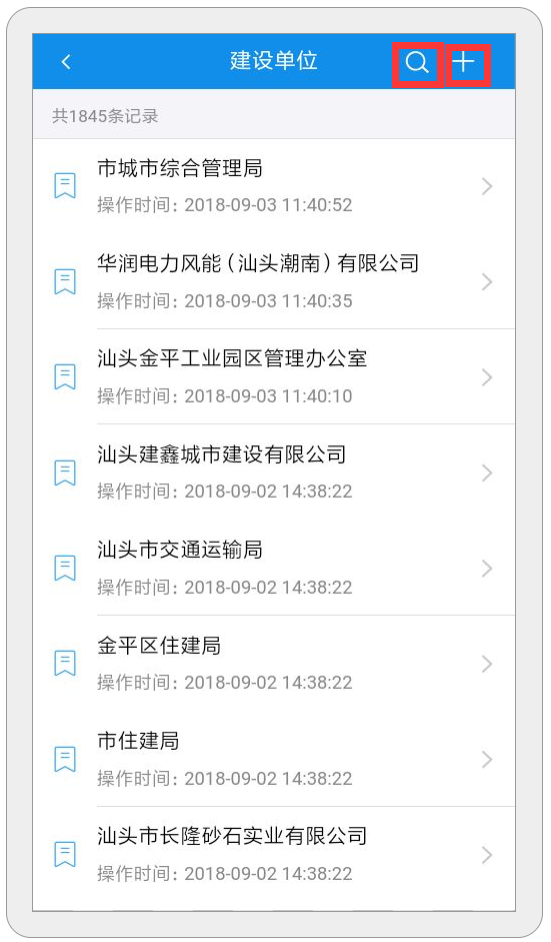 建设单位
共1845条记录
市城市综合管理局
操作时间：2018-09-03 11:40:52
华润电力风能（汕头潮南）有限公司
操作时间：2018-09-03 11:40:35
汕头金平工业园区管理办公室
操作时间：2018-09-03 11:40:10
汕头建鑫城市建设有限公司
操作时间：2018-09-02 14:38:22
汕头市交通运输局
操作时间：2018-09-02 14:38:22
金平区住建局
操作时间：2018-09-02 14:38:22
市住建局
操作时间：2018-09-02 14:38:22
汕头市长隆砂石实业有限公司
操作时间：2018-09-02 14:38:22